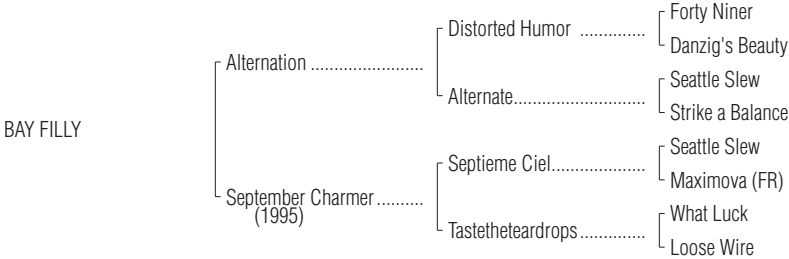 Forty Niner
Distorted Humor ..............
Danzig's Beauty
Alternation ........................
Seattle Slew
Alternate............................
Strike a Balance
BAY FILLY
Seattle Slew
Septieme Ciel....................
Maximova (FR)
September Charmer ..........
(1995)
What Luck
Tastetheteardrops ..............
Loose Wire